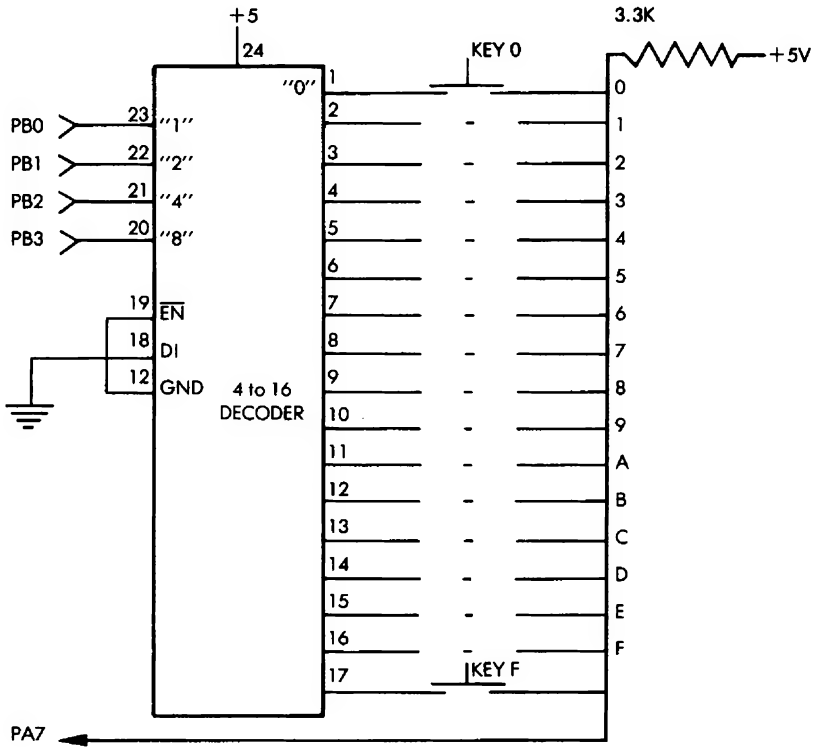 +5
3.3K
24
KEY 0
+5V
"0"
1
0
PB0
23
"1"
2
1
PB1
22
"2"
3
2
PB2
21
"4"
4
3
PB3
20
"8"
5
4
6
5
19
EN
7
6
18
DI
8
7
12
GND
4 to 16
DECODER
9
8
10
9
11
A
12
B
13
C
14
D
15
E
16
F
17
KEY F
PA7